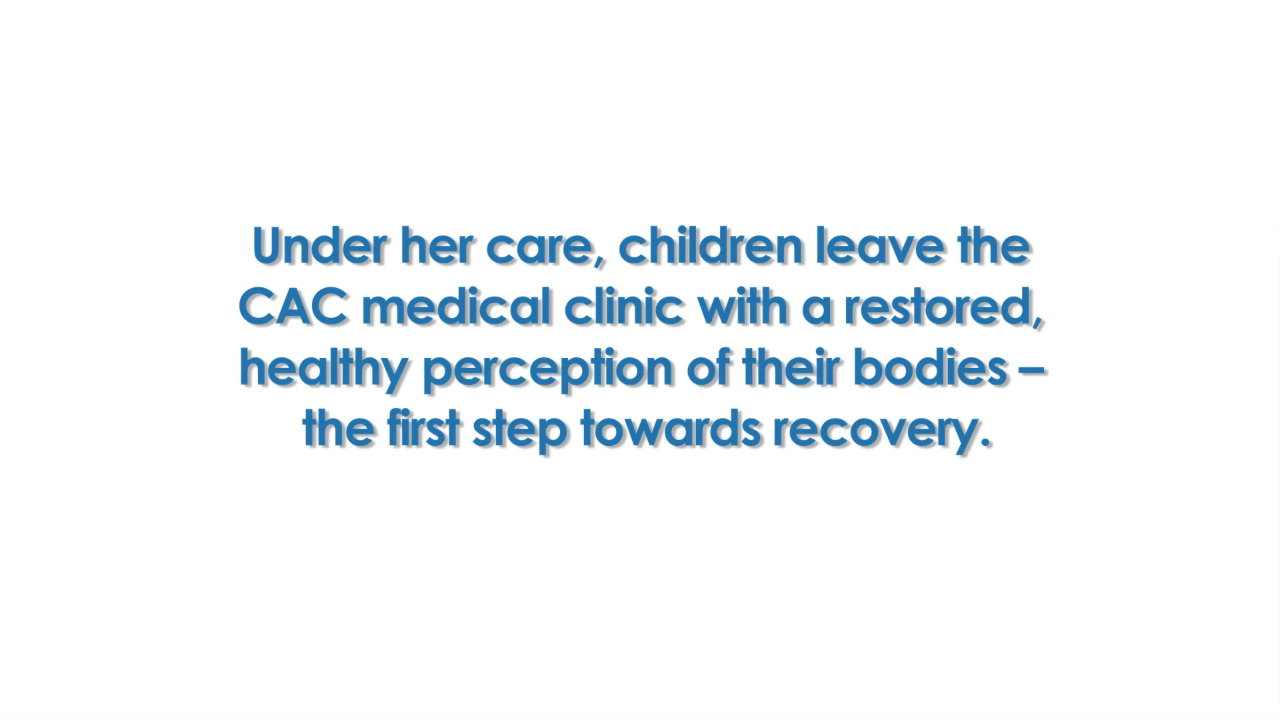 Under her care, children leave the
CAC medical clinic with a restored,
healthy perception of their bodies –
the first step towards recovery.